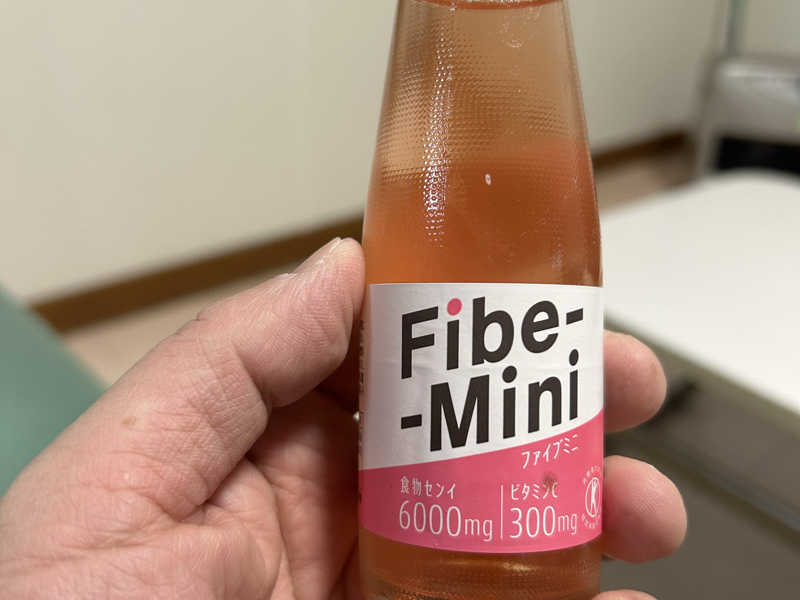 Fibe-
-Mini
ファイブミニ
食物センイ
6000mg
ビタミンC
300mg